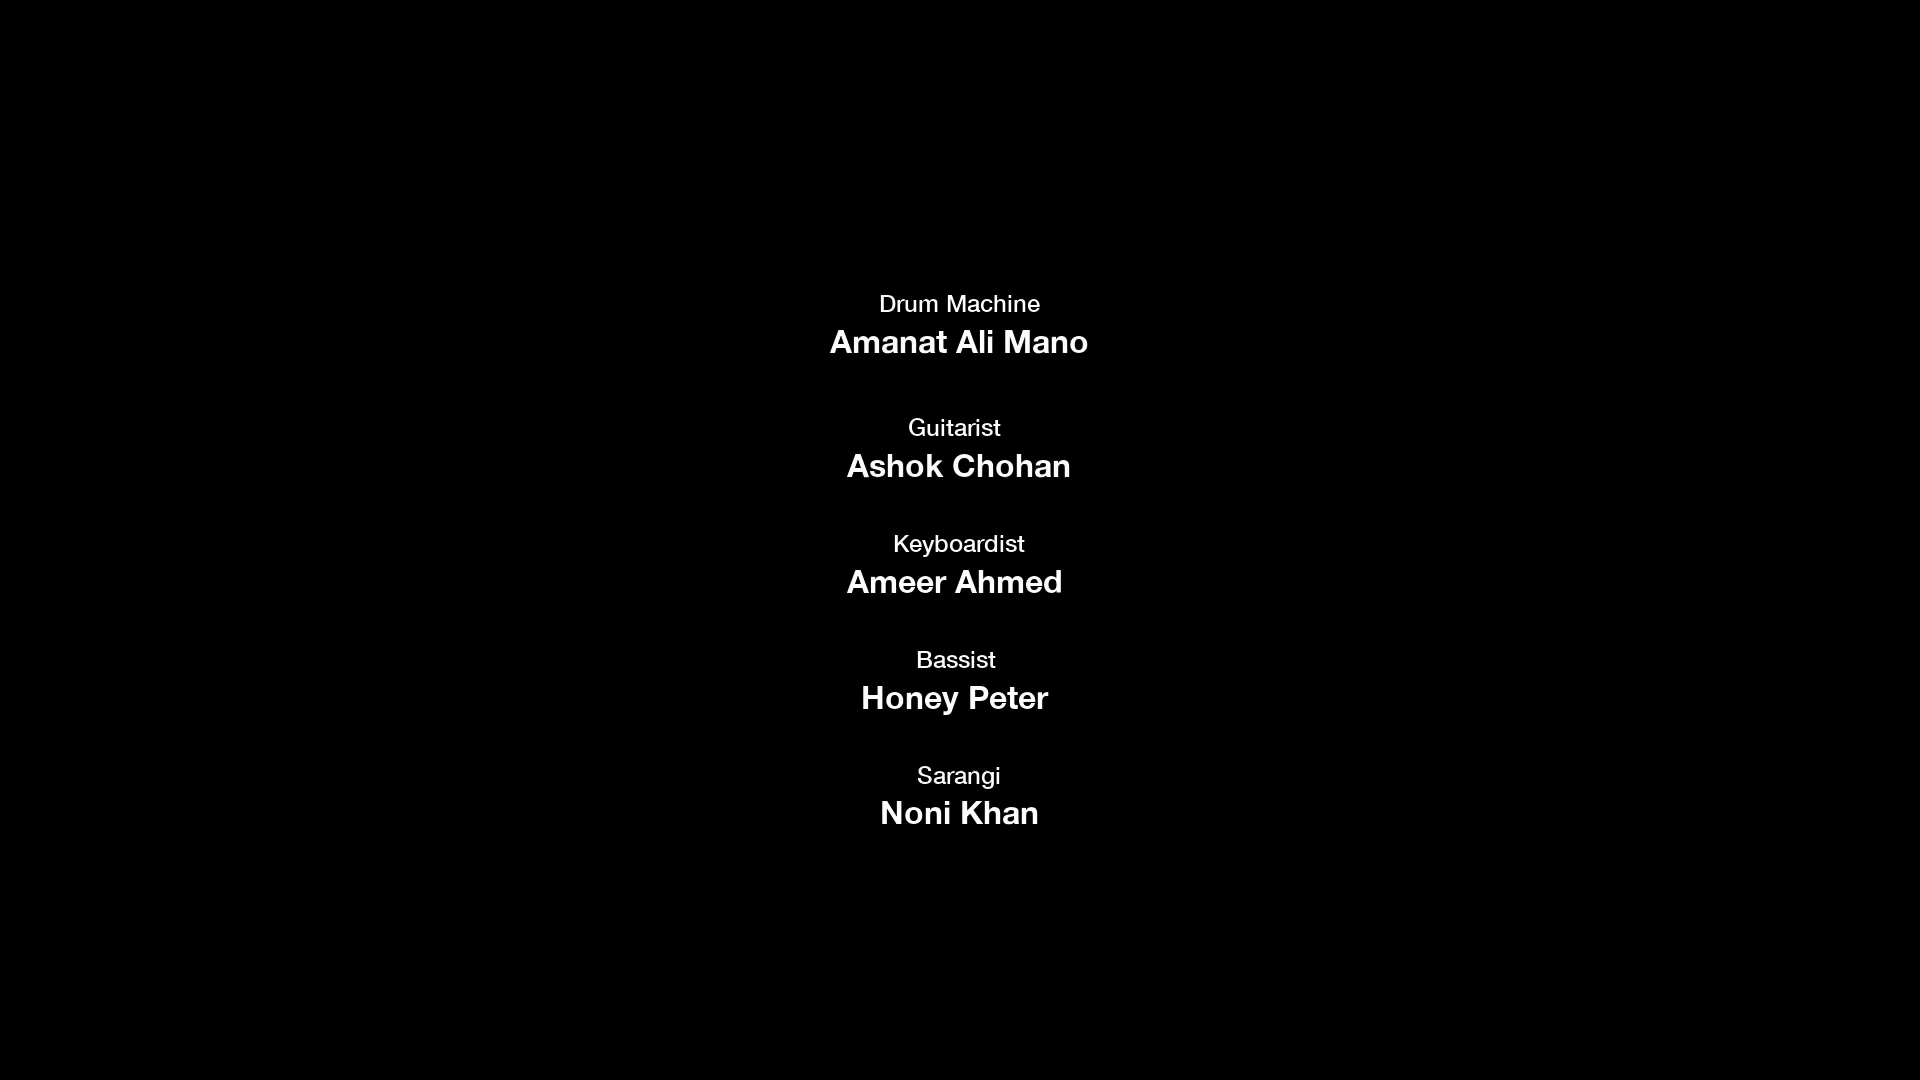 Drum Machine
Amanat Ali Mano
Guitarist
Ashok Chohan
Keyboardist
Ameer Ahmed
Bassist
Honey Peter
Sarangi
Noni Khan